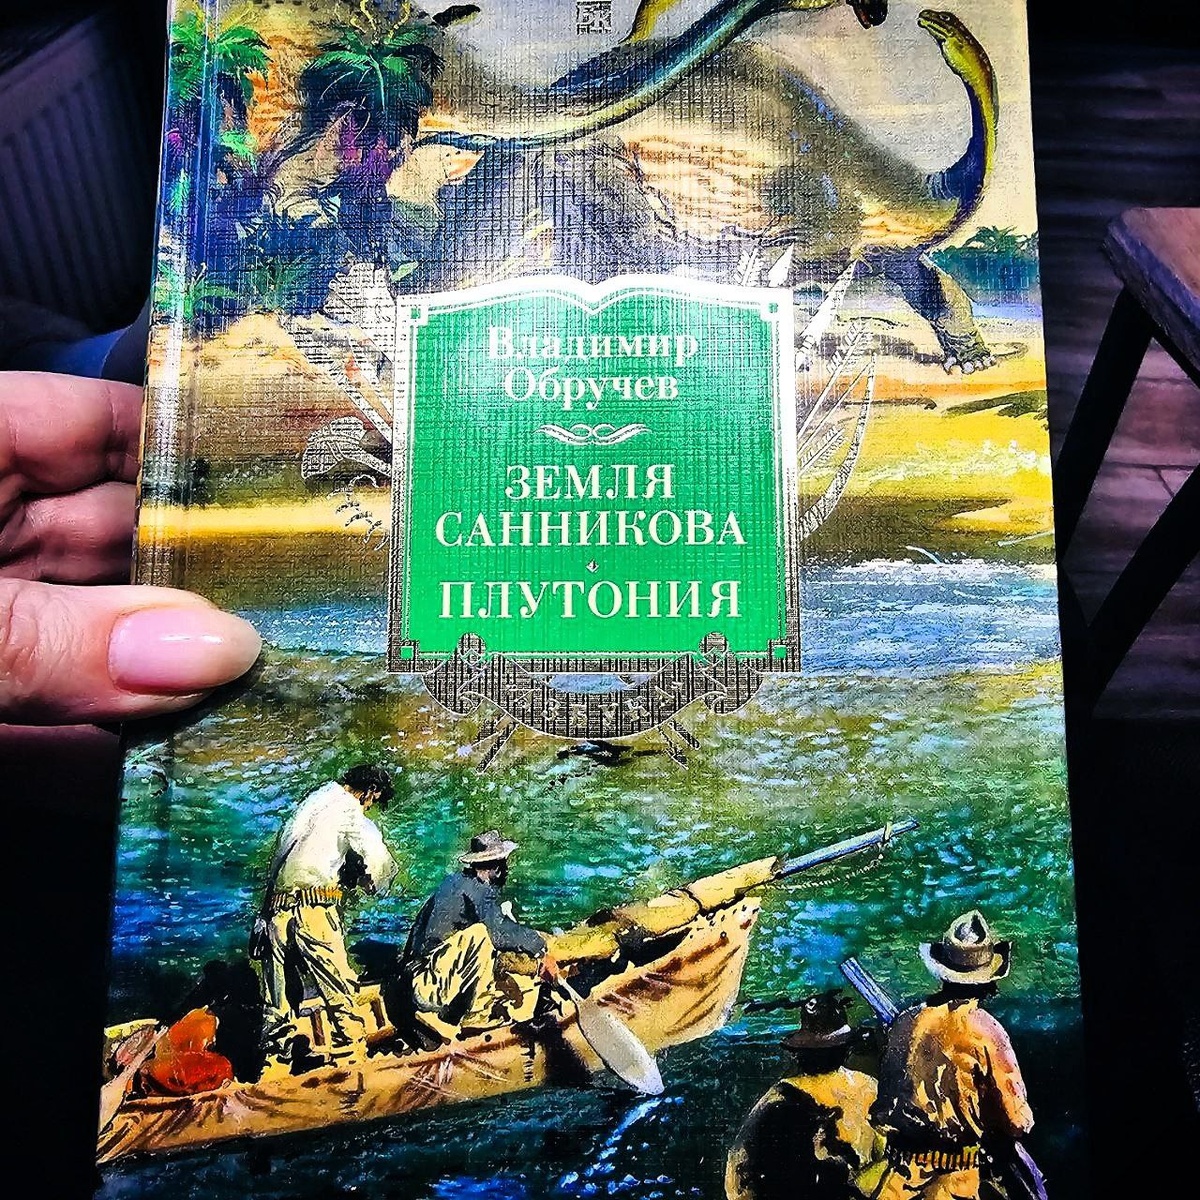 Владимир
Обручев
ЗЕМЛЯ
САННИКОВА
ПЛУТОНИЯ